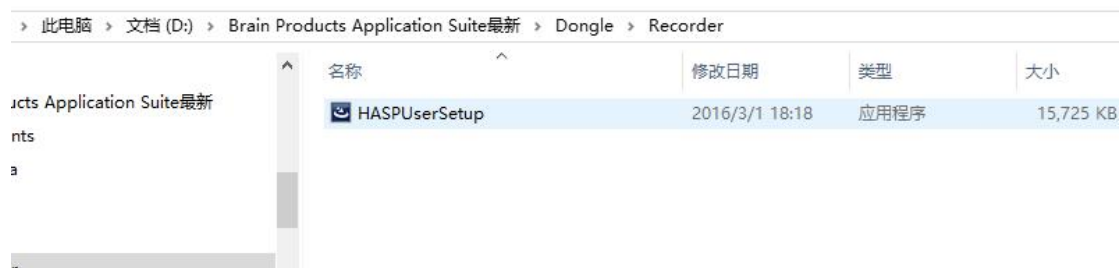 › 此电脑 › 文档 (D:) › Brain Products Application Suite最新 › Dongle › Recorder
名称 修改日期 类型 大小
ucts Application Suite最新
HASPUserSetup 2016/3/1 18:18 应用程序 15,725 KB
nts
a